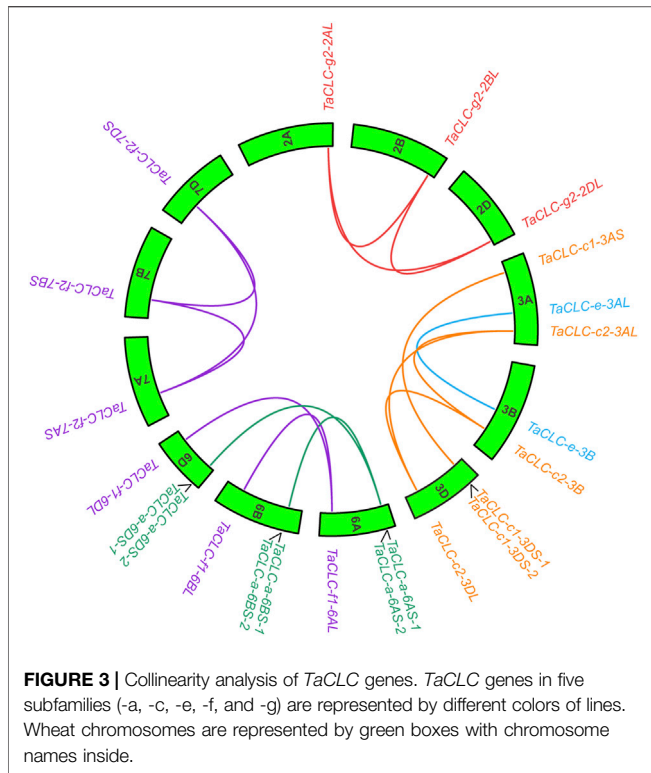 TaCLC-g2-2AL
TaCLC-g2-2BL
TaCLC-g2-2DL
TaCLC-c1-3AS
TaCLC-e-3AL
TaCLC-c2-3AL
TaCLC-e-3B
TaCLC-c2-3B
TaCLC-c1-3DS-1
TaCLC-c1-3DS-2
TaCLC-c2-3DL
TaCLC-a-6AS-1
TaCLC-a-6AS-2
TaCLC-f1-6AL
TaCLC-a-6BS-1
TaCLC-a-6BS-2
TaCLC-f1-6BL
TaCLC-a-6DS-2
TaCLC-a-6DS-1
TaCLC-f1-6DL
TaCLC-f2-7AS
TaCLC-f2-7BS
TaCLC-f2-7DS
2A
2B
2D
3A
3B
3D
6A
6B
6D
7A
7B
7D
FIGURE 3 | Collinearity analysis of TaCLC genes. TaCLC genes in five
subfamilies (-a, -c, -e, -f, and -g) are represented by different colors of lines.
Wheat chromosomes are represented by green boxes with chromosome
names inside.